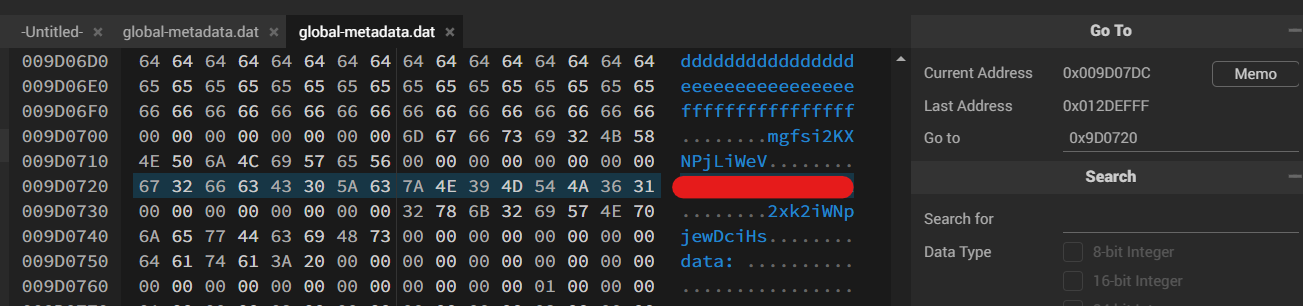 -Untitled- × global-metadata.dat × global-metadata.dat ×
009D06D0 64 64 64 64 64 64 64 64 64 64 64 64 64 64 64 64 dddddddddddddddd
009D06E0 65 65 65 65 65 65 65 65 65 65 65 65 65 65 65 65 eeeeeeeeeeeeeeee
009D06F0 66 66 66 66 66 66 66 66 66 66 66 66 66 66 66 66 ffffffffffffffff
009D0700 00 00 00 00 00 00 00 00 6D 67 66 73 69 32 4B 58 ........mgfsi2KX
009D0710 4E 50 6A 4C 69 57 65 56 00 00 00 00 00 00 00 00 NPjLiWeV........
009D0720 67 32 66 63 43 30 5A 63 7A 4E 39 4D 54 4A 36 31
009D0730 00 00 00 00 00 00 00 00 32 78 6B 32 69 57 4E 70 ........2xk2iWNp
009D0740 6A 65 77 44 63 69 48 73 00 00 00 00 00 00 00 00 jewDciHs........
009D0750 64 61 74 61 3A 20 00 00 00 00 00 00 00 00 00 00 data: ..........
009D0760 00 00 00 00 00 00 00 00 00 00 00 00 01 00 00 00 ................
Go To
Current Address 0x009D07DC Memo
Last Address 0x012DEFFF
Go to 0x9D0720
Search
Search for
Data Type 8-bit Integer
16-bit Integer